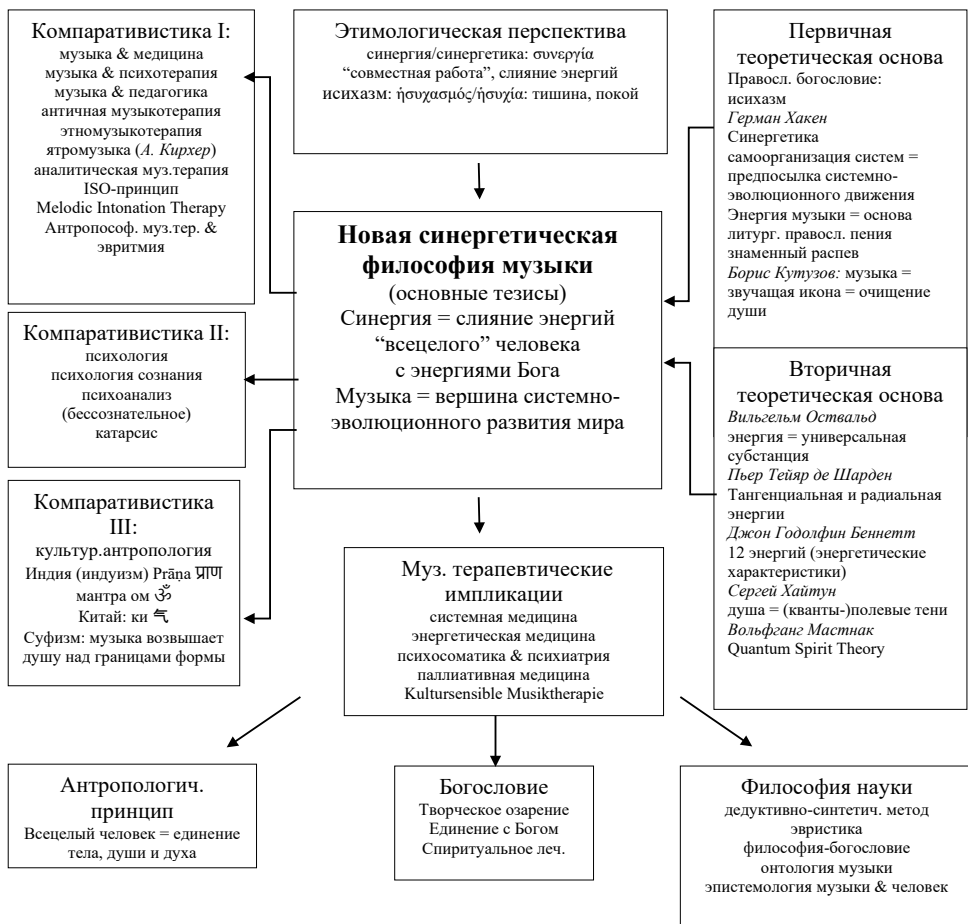 Компаративистика I:
музыка & медицина
музыка & психотерапия
музыка & педагогика
античная музыкотерапия
этномузыкотерапия
ятромузыка (А. Кирхер)
аналитическая муз.терапия
ISO-принцип
Melodic Intonation Therapy
Антропософ. муз.тер. &
эвритмия
Этимологическая перспектива
синергия/синергетика: συνεργία
“совместная работа”, слияние энергий
исихазм: ἡσυχασμός/ἡσυχία: тишина, покой
Первичная
теоретическая основа
Правосл. богословие:
исихазм
Герман Хакен
Синергетика
самоорганизация систем =
предпосылка системно-
эволюционного движения
Энергия музыки = основа
литург. правосл. пения
знаменный распев
Борис Кутузов: музыка =
звучащая икона = очищение
души
Новая синергетическая
философия музыки
(основные тезисы)
Синергия = слияние энергий
“всецелого” человека
с энергиями Бога
Музыка = вершина системно-
эволюционного развития мира
Компаративистика II:
психология
психология сознания
психоанализ
(бессознательное)
катарсис
Вторичная
теоретическая основа
Вильгельм Оствальд
энергия = универсальная
субстанция
Пьер Тейяр де Шарден
Тангенциальная и радиальная
энергии
Джон Годолфин Беннетт
12 энергий (энергетические
характеристики)
Сергей Хайтун
душа = (кванты-)полевые тени
Вольфганг Мастнак
Quantum Spirit Theory
Компаративистика
III:
культур.антропология
Индия (индуизм) Prāṇa प्राण
мантра ом ॐ
Китай: ки 气
Суфизм: музыка возвышает
душу над границами формы
Муз. терапевтические
импликации
системная медицина
энергетическая медицина
психосоматика & психиатрия
паллиативная медицина
Kultursensible Musiktherapie
Антропологич.
принцип
Всецелый человек = единение
тела, души и духа
Богословие
Творческое озарение
Единение с Богом
Спиритуальное леч.
Философия науки
дедуктивно-синтетич. метод
эвристика
философия-богословие
онтология музыки
эпистемология музыки & человек